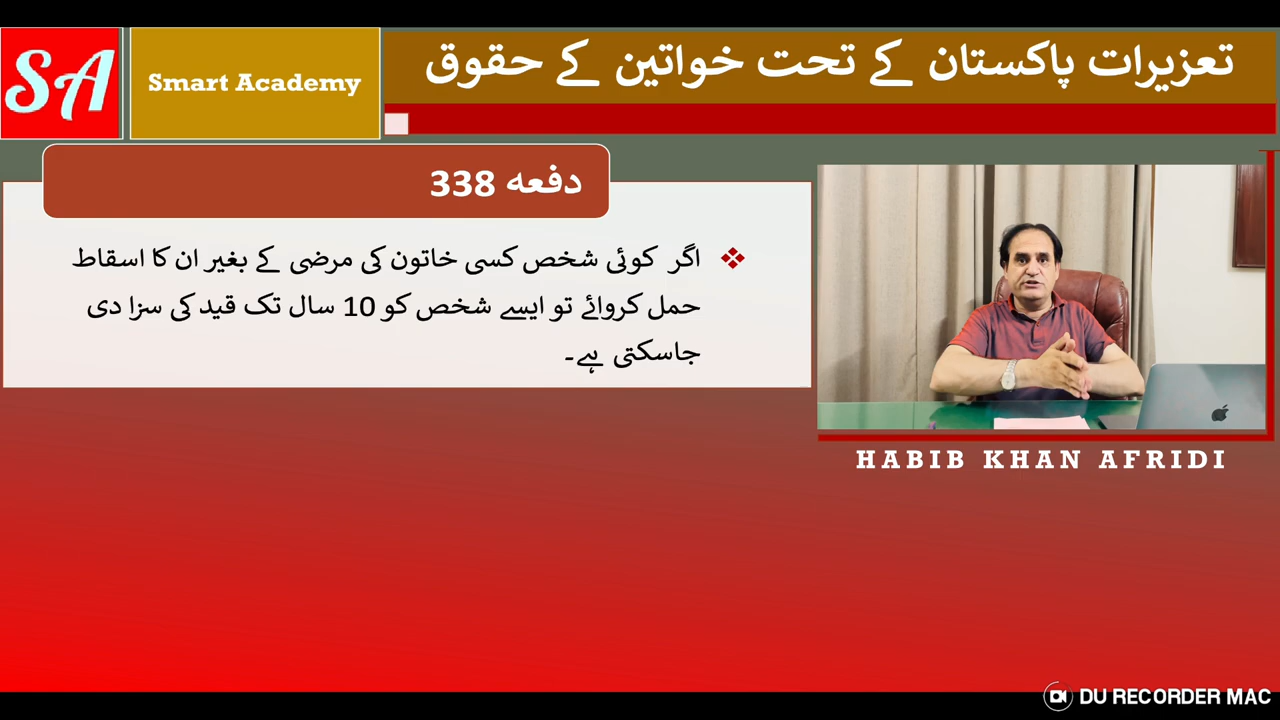 SA
Smart Academy
تعزیرات پاکستان کے تحت خواتین کے حقوق
دفعہ 338
❖ اگر کوئی شخص کسی خاتون کی مرضی کے بغیر ان کا اسقاط
حمل کروائے تو ایسے شخص کو 10 سال تک قید کی سزا دی
جاسکتی ہے۔
HABIB KHAN AFRIDI
DU RECORDER MAC